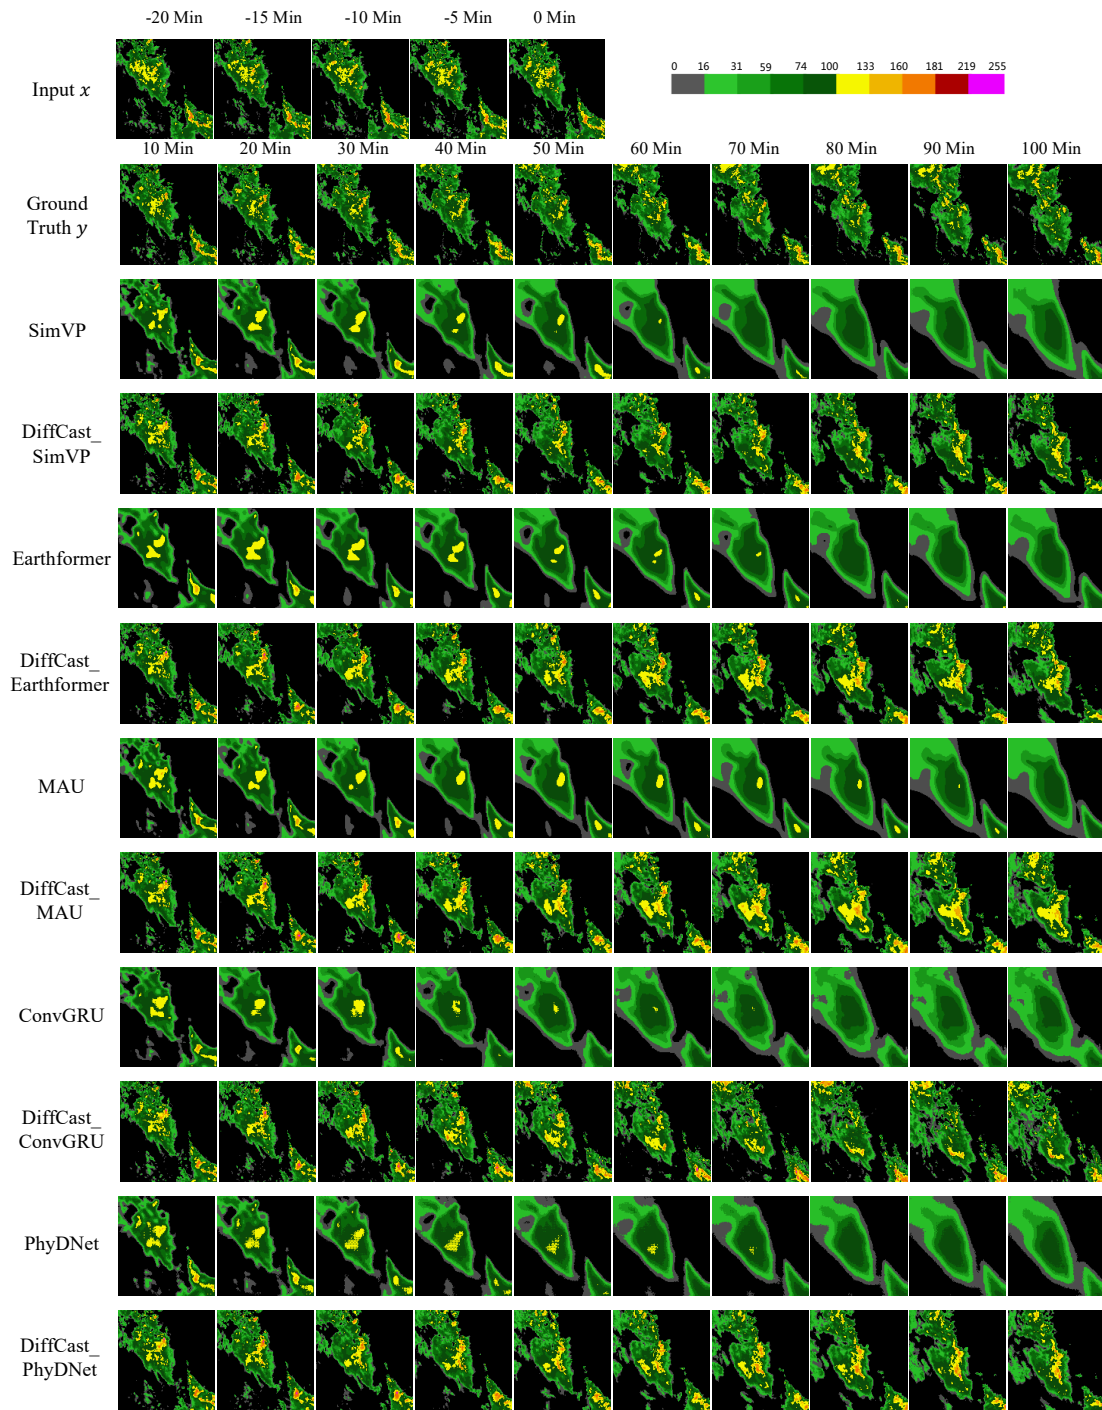 -20 Min -15 Min -10 Min -5 Min 0 Min
0 16 31 59 74 100 133 160 181 219 255
Input x
10 Min 20 Min 30 Min 40 Min 50 Min 60 Min 70 Min 80 Min 90 Min 100 Min
Ground
Truth y
SimVP
DiffCast_
SimVP
Earthformer
DiffCast_
Earthformer
MAU
DiffCast_
MAU
ConvGRU
DiffCast_
ConvGRU
PhyDNet
DiffCast_
PhyDNet